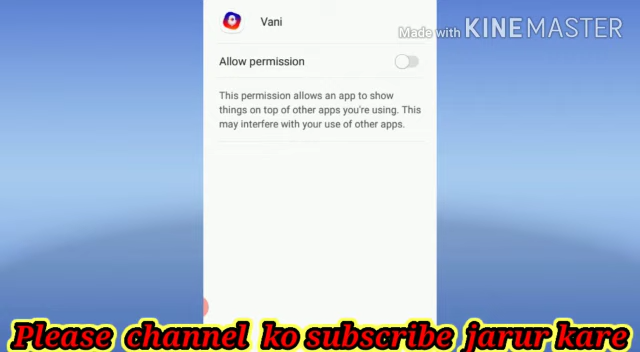 Vani
Made with KINEMASTER
Allow permission
This permission allows an app to show
things on top of other apps you're using. This
may interfere with your use of other apps.
Please channel ko subscribe jarur kare